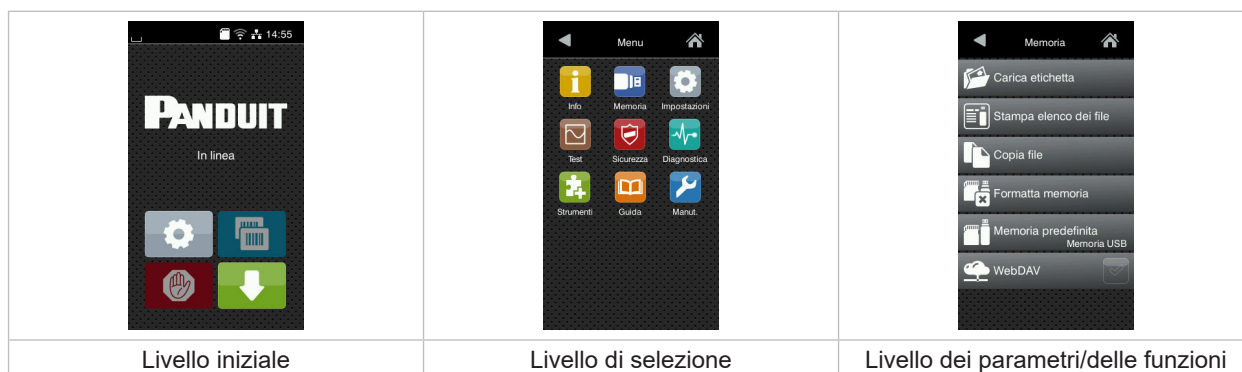 14:55
PANDUIT
In linea
Livello iniziale
Menu
Info Memoria Impostazioni
Test Sicurezza Diagnostica
Strumenti Guida Manut.
Livello di selezione
Memoria
Carica etichetta
Stampa elenco dei file
Copia file
Formatta memoria
Memoria predefinita
Memoria USB
WebDAV
Livello dei parametri/delle funzioni